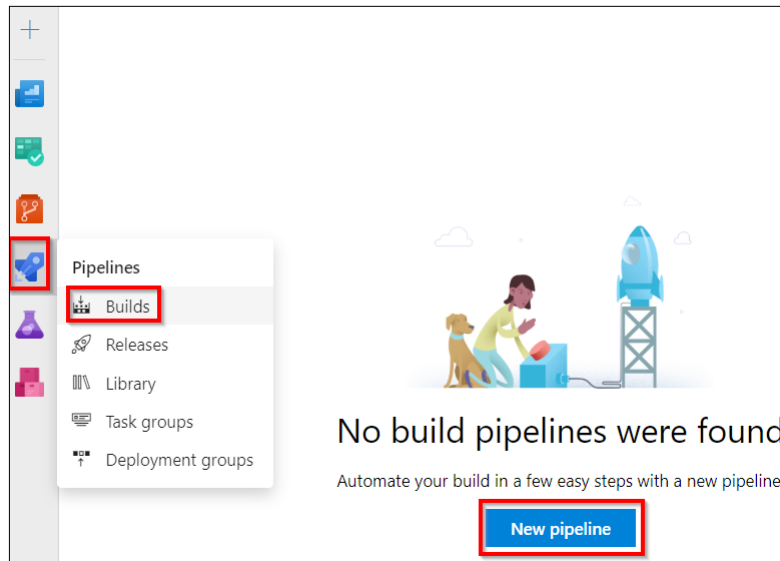 Pipelines
Builds
Releases
Library
Task groups
Deployment groups
No build pipelines were found
Automate your build in a few easy steps with a new pipeline
New pipeline